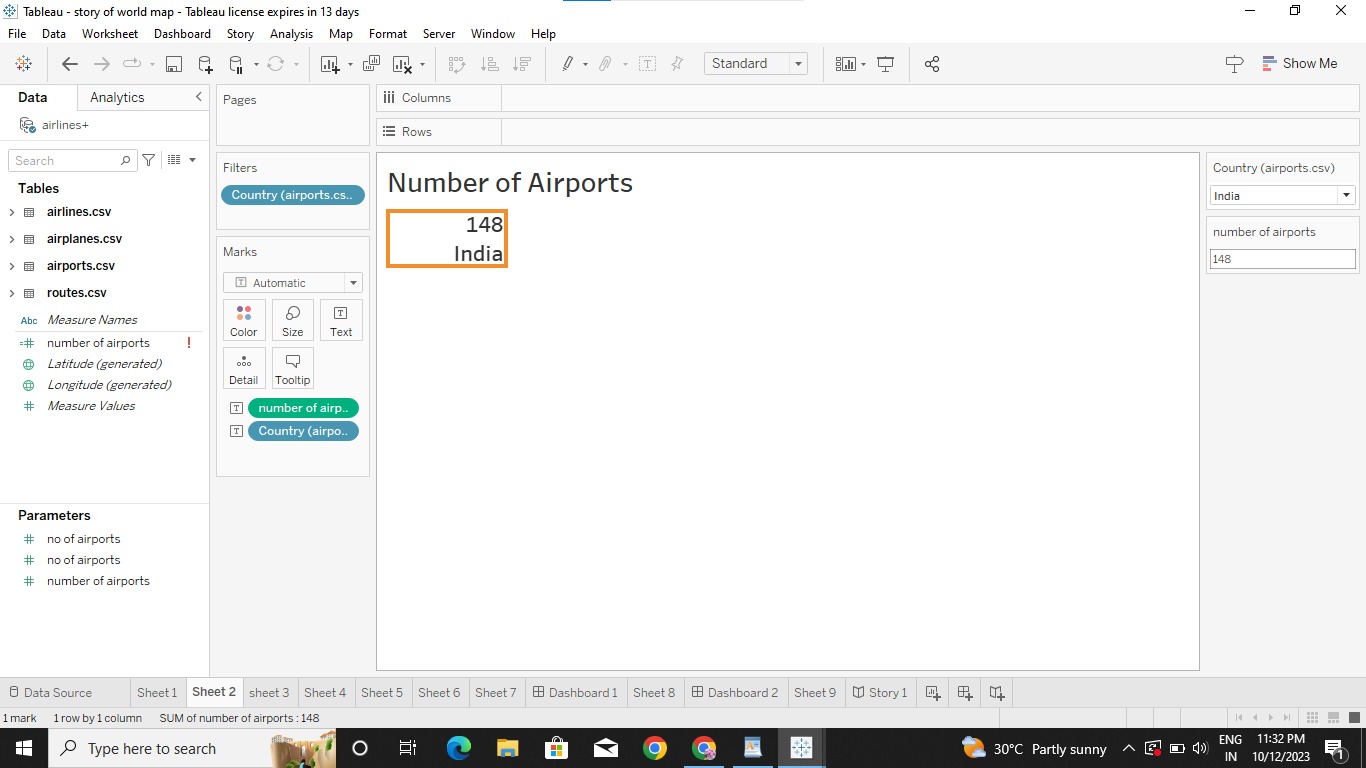 Tableau - story of world map - Tableau license expires in 13 days
File Data Worksheet Dashboard Story Analysis Map Format Server Window Help
Standard
Show Me
Data Analytics
airlines+
Search
Tables
airlines.csv
airplanes.csv
airports.csv
routes.csv
Abc Measure Names
number of airports !
Latitude (generated)
Longitude (generated)
Measure Values
Parameters
no of airports
no of airports
number of airports
Pages
Filters
Country (airports.cs..
Marks
Automatic
Color Size Text
Detail Tooltip
number of airp..
Country (airpo..
Columns
Rows
Number of Airports
148
India
Country (airports.csv)
India
number of airports
148
Data Source Sheet 1 Sheet 2 sheet 3 Sheet 4 Sheet 5 Sheet 6 Sheet 7 Dashboard 1 Sheet 8 Dashboard 2 Sheet 9 Story 1
1 mark 1 row by 1 column SUM of number of airports : 148
Type here to search
30°C Partly sunny
ENG
IN
11:32 PM
10/12/2023
1